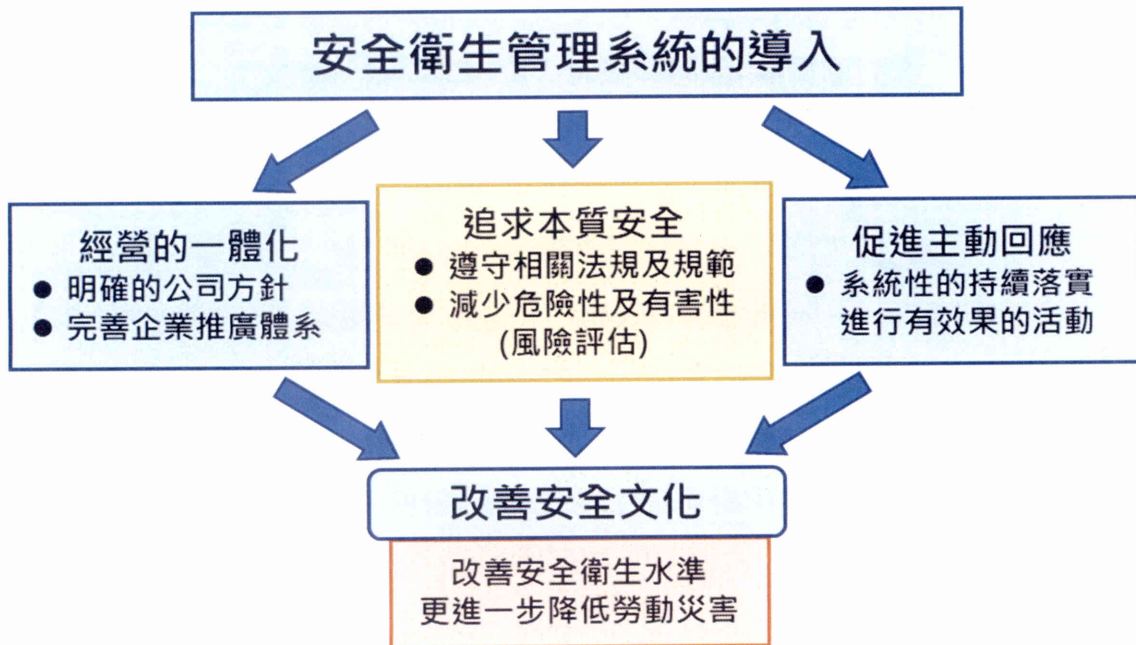 安全衛生管理系統的導入
經營的一體化
● 明確的公司方針
● 完善企業推廣體系
追求本質安全
● 遵守相關法規及規範
● 減少危險性及有害性
(風險評估)
促進主動回應
● 系統性的持續落實
進行有效果的活動
改善安全文化
改善安全衛生水準
更進一步降低勞動災害